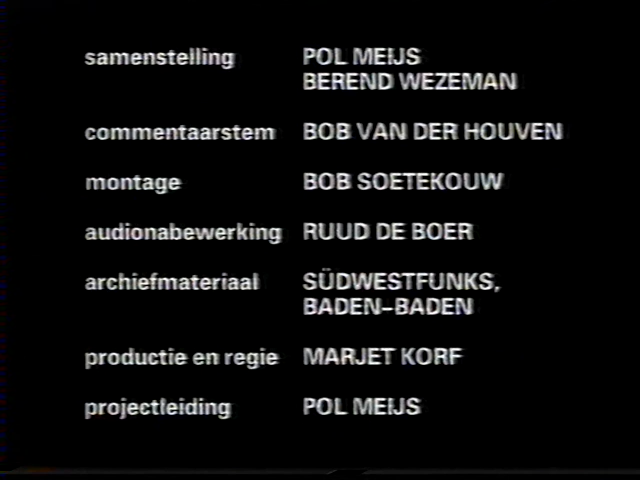 samenstelling POL MEIJS
BEREND WEZEMAN
commentaarstem BOB VAN DER HOUVEN
montage BOB SOETEKOUW
audionabewerking RUUD DE BOER
archiefmateriaal SÜDWESTFUNKS,
BADEN-BADEN
productie en regie MARJET KORF
projectleiding POL MEIJS